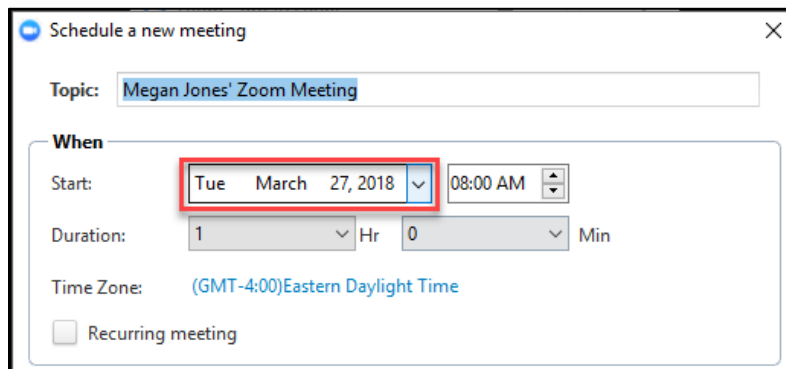 Schedule a new meeting
Topic: Megan Jones' Zoom Meeting
When
Start: Tue March 27, 2018 08:00 AM
Duration: 1 Hr 0 Min
Time Zone: (GMT-4:00)Eastern Daylight Time
Recurring meeting